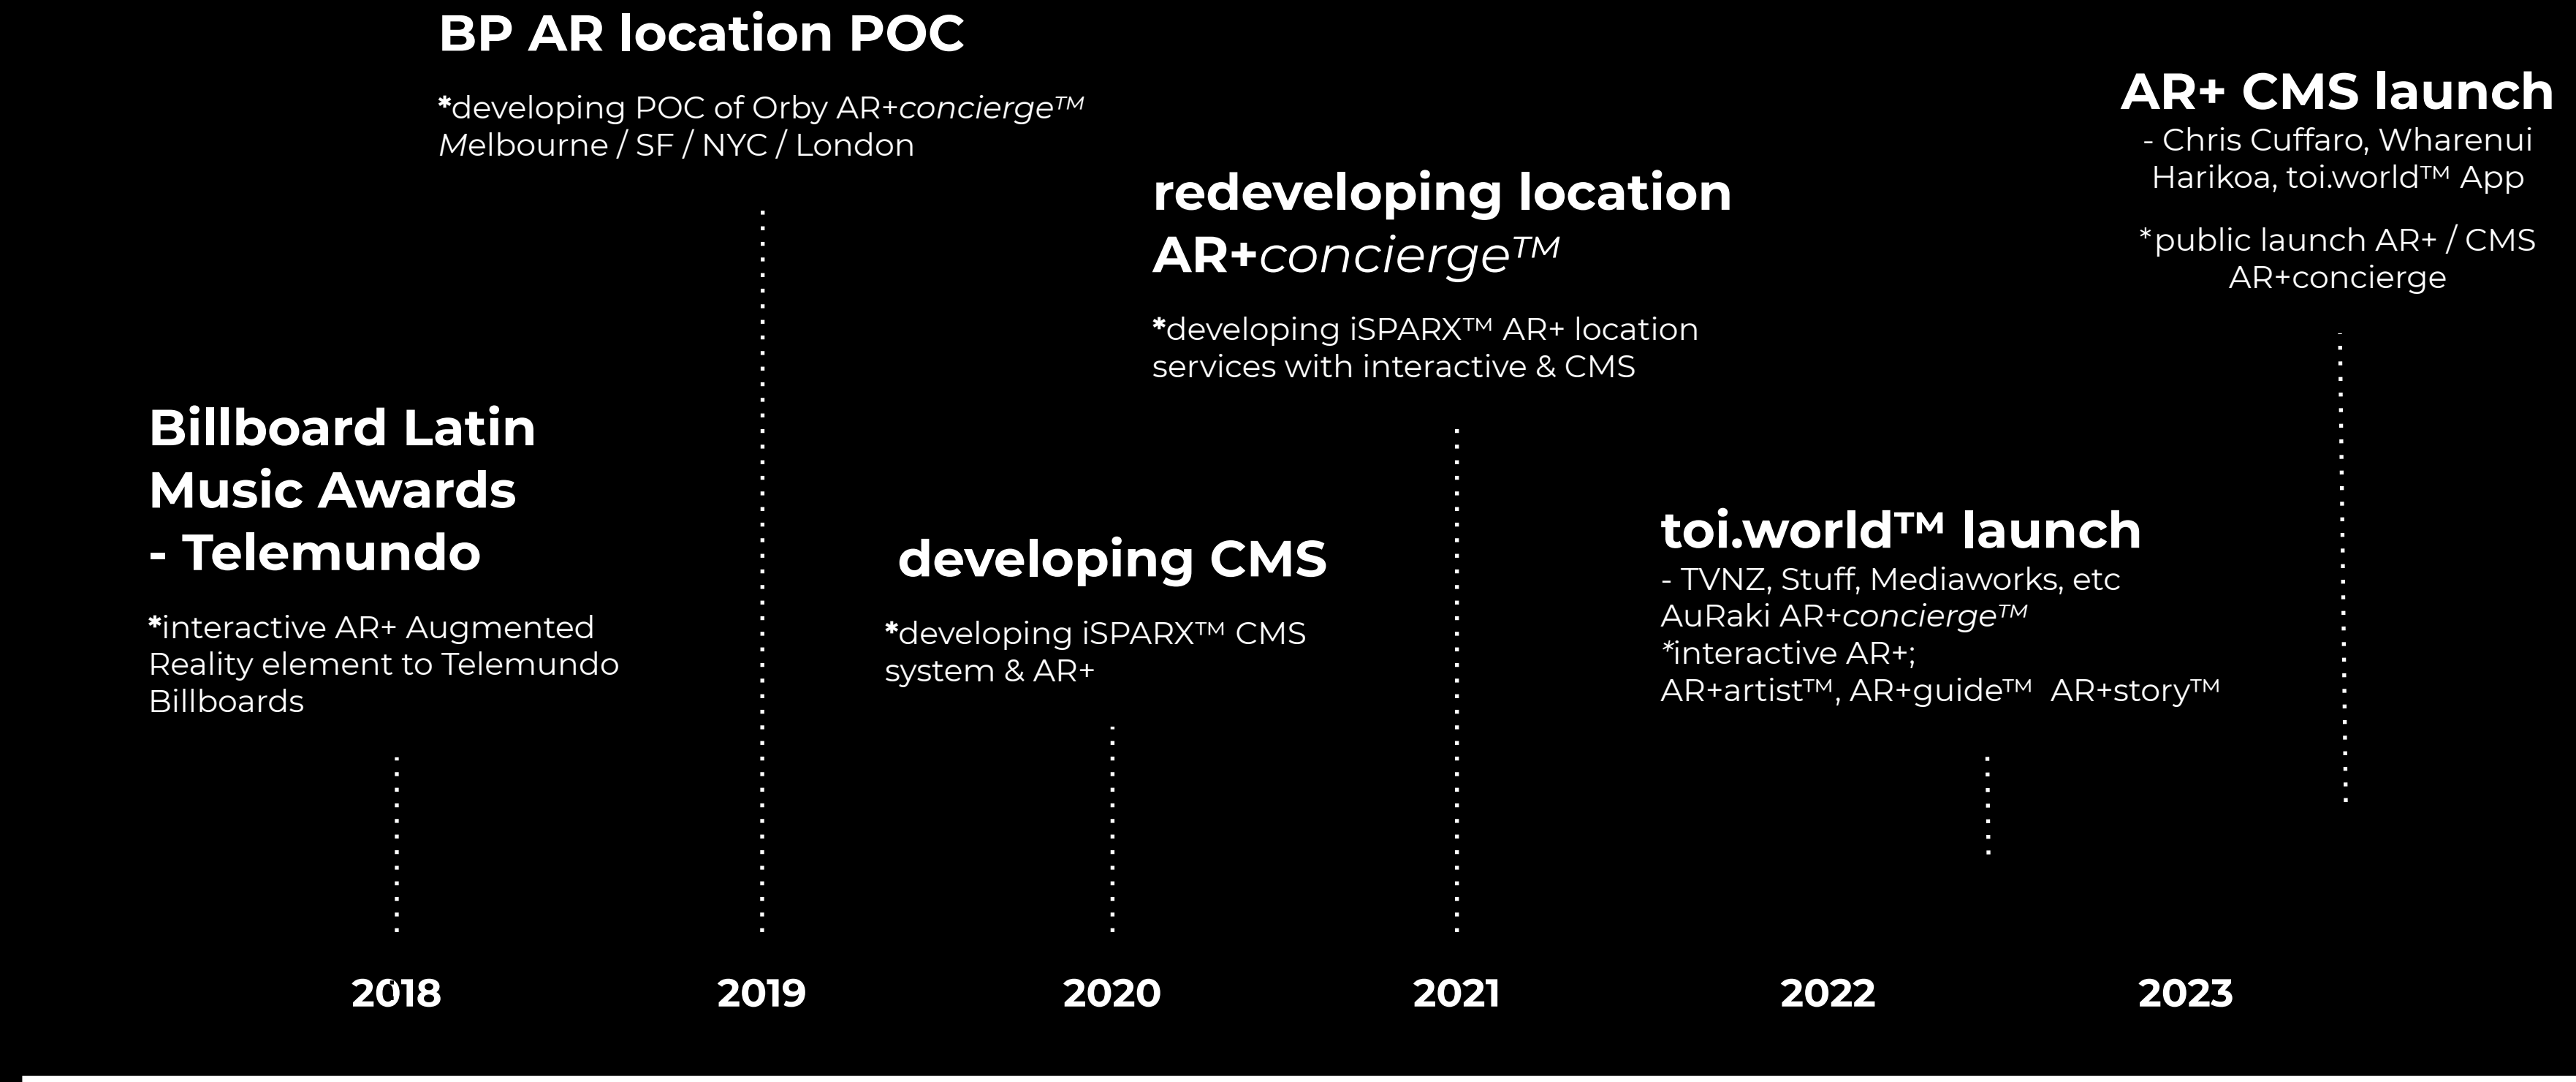 BP AR location POC
*developing POC of Orby AR+concierge™
Melbourne / SF / NYC / London
AR+ CMS launch
- Chris Cuffaro, Wharenui
Harikoa, toi.world™ App
*public launch AR+ / CMS
AR+concierge
redeveloping location
AR+concierge™
*developing iSPARX™ AR+ location
services with interactive & CMS
Billboard Latin
Music Awards
- Telemundo
*interactive AR+ Augmented
Reality element to Telemundo
Billboards
developing CMS
*developing iSPARX™ CMS
system & AR+
toi.world™ launch
- TVNZ, Stuff, Mediaworks, etc
AuRaki AR+concierge™
*interactive AR+;
AR+artist™, AR+guide™  AR+story™
2018
2019
2020
2021
2022
2023